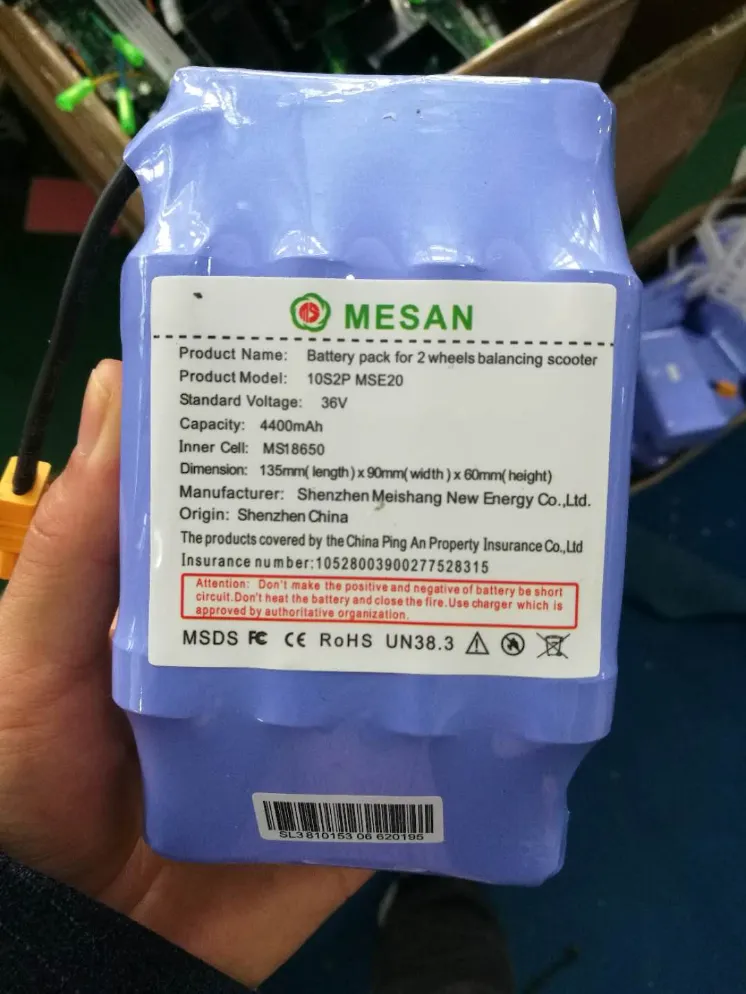 MESAN
Product Name: Battery pack for 2 wheels balancing scooter
Product Model: 10S2P MSE20
Standard Voltage: 36V
Capacity: 4400mAh
Inner Cell: MS18650
Dimension: 135mm( length ) x 90mm( width ) x 60mm( height)
Manufacturer: Shenzhen Meishang New Energy Co.,Ltd.
Origin: Shenzhen China
The products covered by the China Ping An Property Insurance Co.,Ltd
Insurance number:10528003900277528315
Attention: Don't make the positive and negative of battery be short
circuit.Don't heat the battery and close the fire.Use charger which is
approved by authoritative organization.
MSDS FC CE RoHS UN38.3
SL3 810153 06 620195